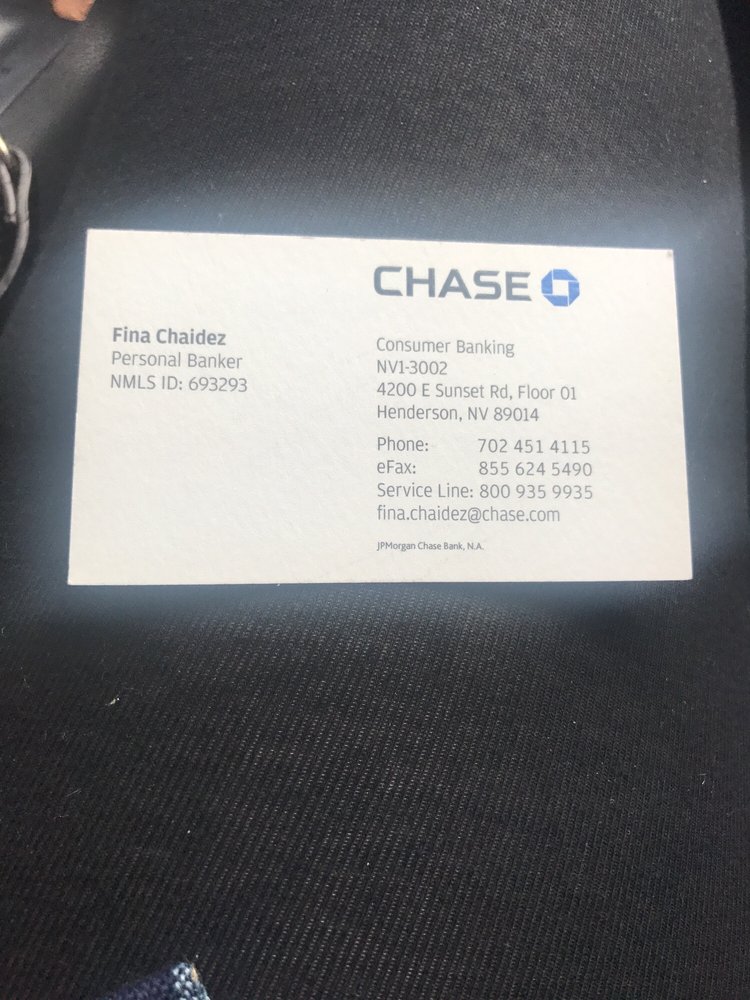 CHASE
Fina Chaidez
Personal Banker
NMLS ID: 693293
Consumer Banking
NV1-3002
4200 E Sunset Rd, Floor 01
Henderson, NV 89014
Phone: 702 451 4115
eFax: 855 624 5490
Service Line: 800 935 9935
fina.chaidez@chase.com
JPMorgan Chase Bank, N.A.